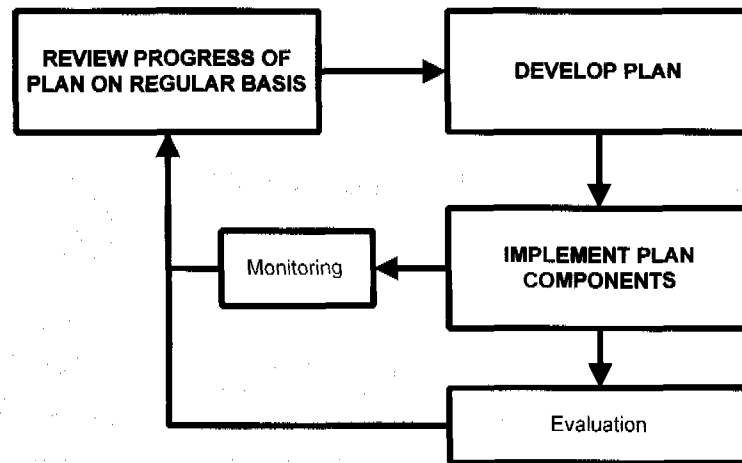 REVIEW PROGRESS OF
PLAN ON REGULAR BASIS
DEVELOP PLAN
Monitoring
IMPLEMENT PLAN
COMPONENTS
Evaluation